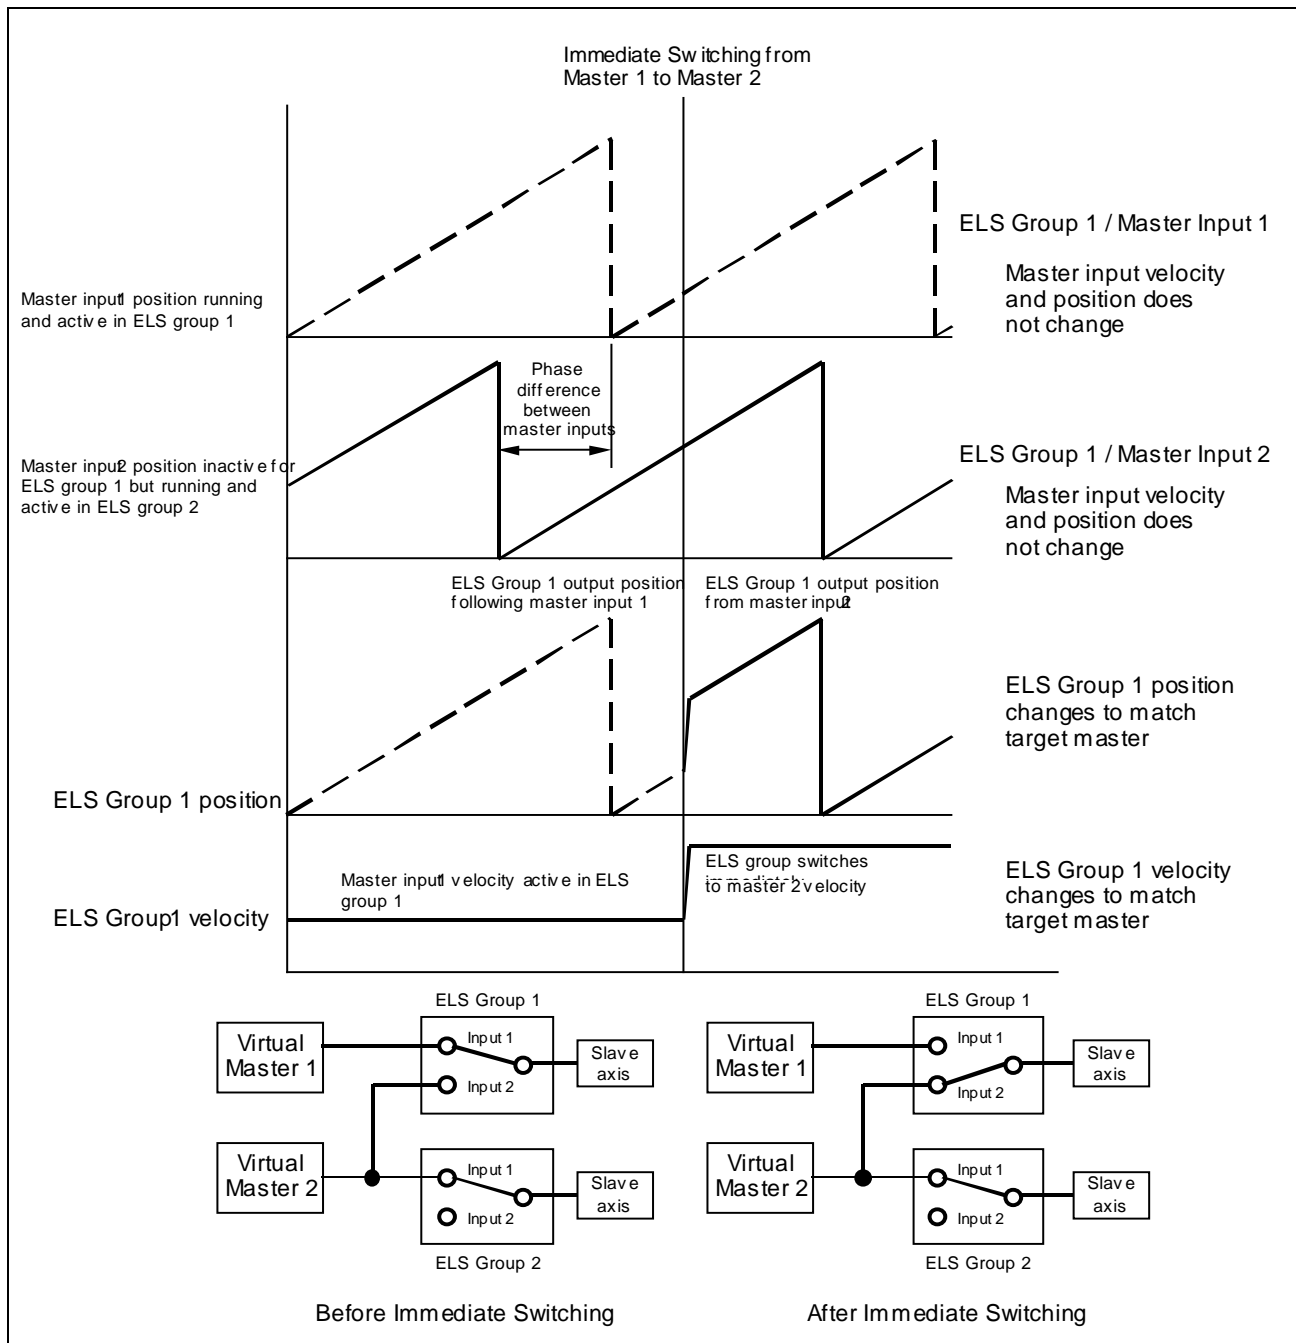 Immediate Switching from
Master 1 to Master 2
ELS Group 1 / Master Input 1
Master input velocity
and position does
not change
Master input1 position running
and active in ELS group 1
Phase
difference
between
master inputs
ELS Group 1 / Master Input 2
Master input velocity
and position does
not change
Master input2 position inactive for
ELS group 1 but running and
active in ELS group 2
ELS Group 1 output position
following master input 1
ELS Group 1 output position
from master input2
ELS Group 1 position
changes to match
target master
ELS Group 1 position
Master input1 velocity active in ELS
group 1
ELS group switches
immediately
to master 2 velocity
ELS Group 1 velocity
changes to match
target master
ELS Group1 velocity
ELS Group 1
Virtual
Master 1
Input 1
Input 2
Slave
axis
Virtual
Master 2
Input 1
Input 2
Slave
axis
ELS Group 2
Before Immediate Switching
ELS Group 1
Virtual
Master 1
Input 1
Input 2
Slave
axis
Virtual
Master 2
Input 1
Input 2
Slave
axis
ELS Group 2
After Immediate Switching